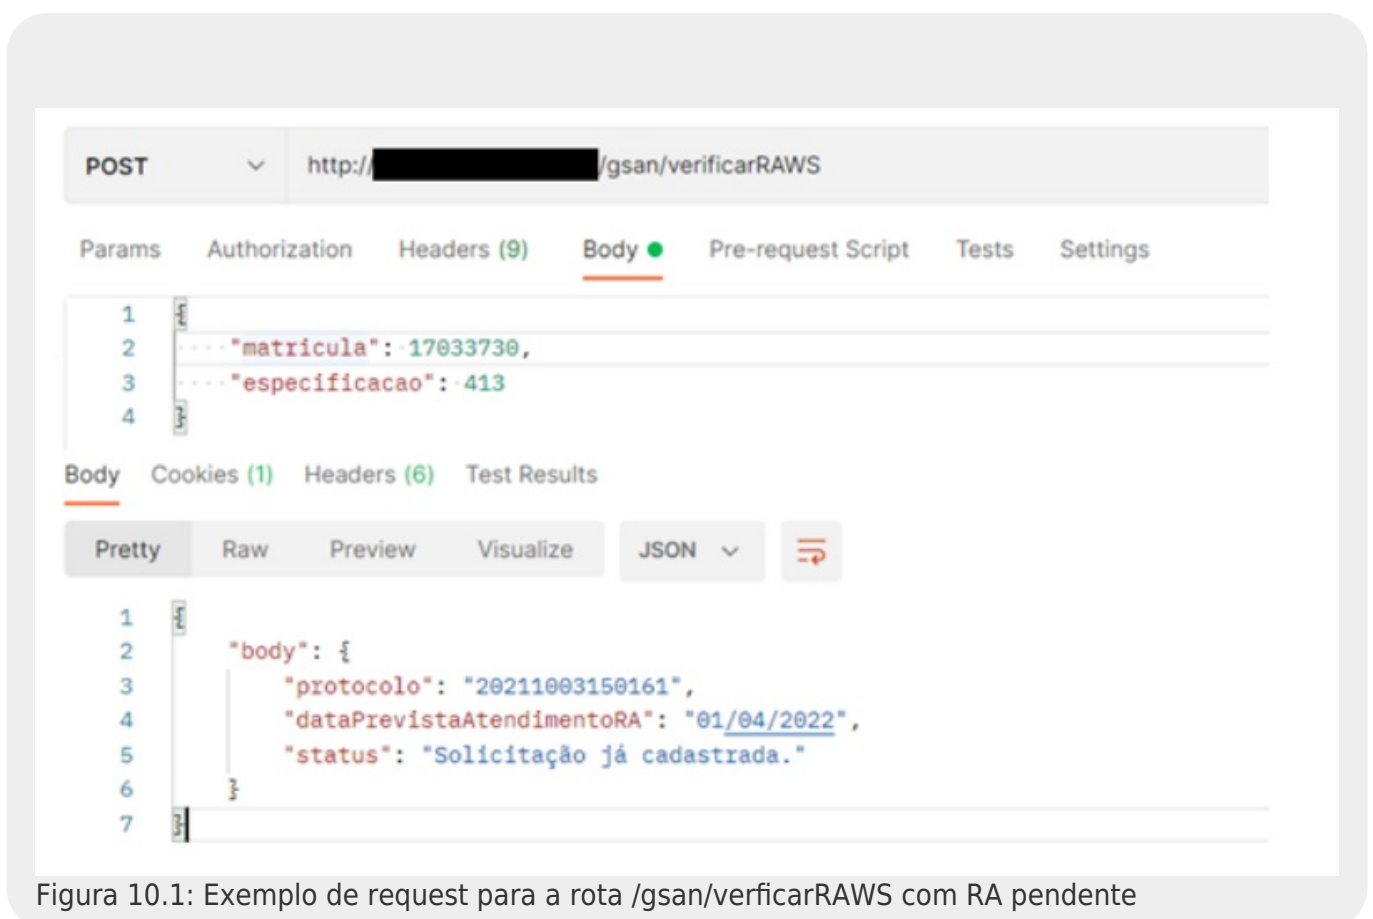 POST http:// /gsan/verificarRAWS
Params Authorization Headers (9) Body Pre-request Script Tests Settings
1 {
2 "matricula": 17033730,
3 "especificacao": 413
4 }
Body Cookies (1) Headers (6) Test Results
Pretty Raw Preview Visualize JSON
1 {
2 "body": {
3 "protocolo": "20211003150161",
4 "dataPrevistaAtendimentoRA": "01/04/2022",
5 "status": "Solicitação já cadastrada."
6 }
7 }
Figura 10.1: Exemplo de request para a rota /gsan/verficarRAWS com RA pendente